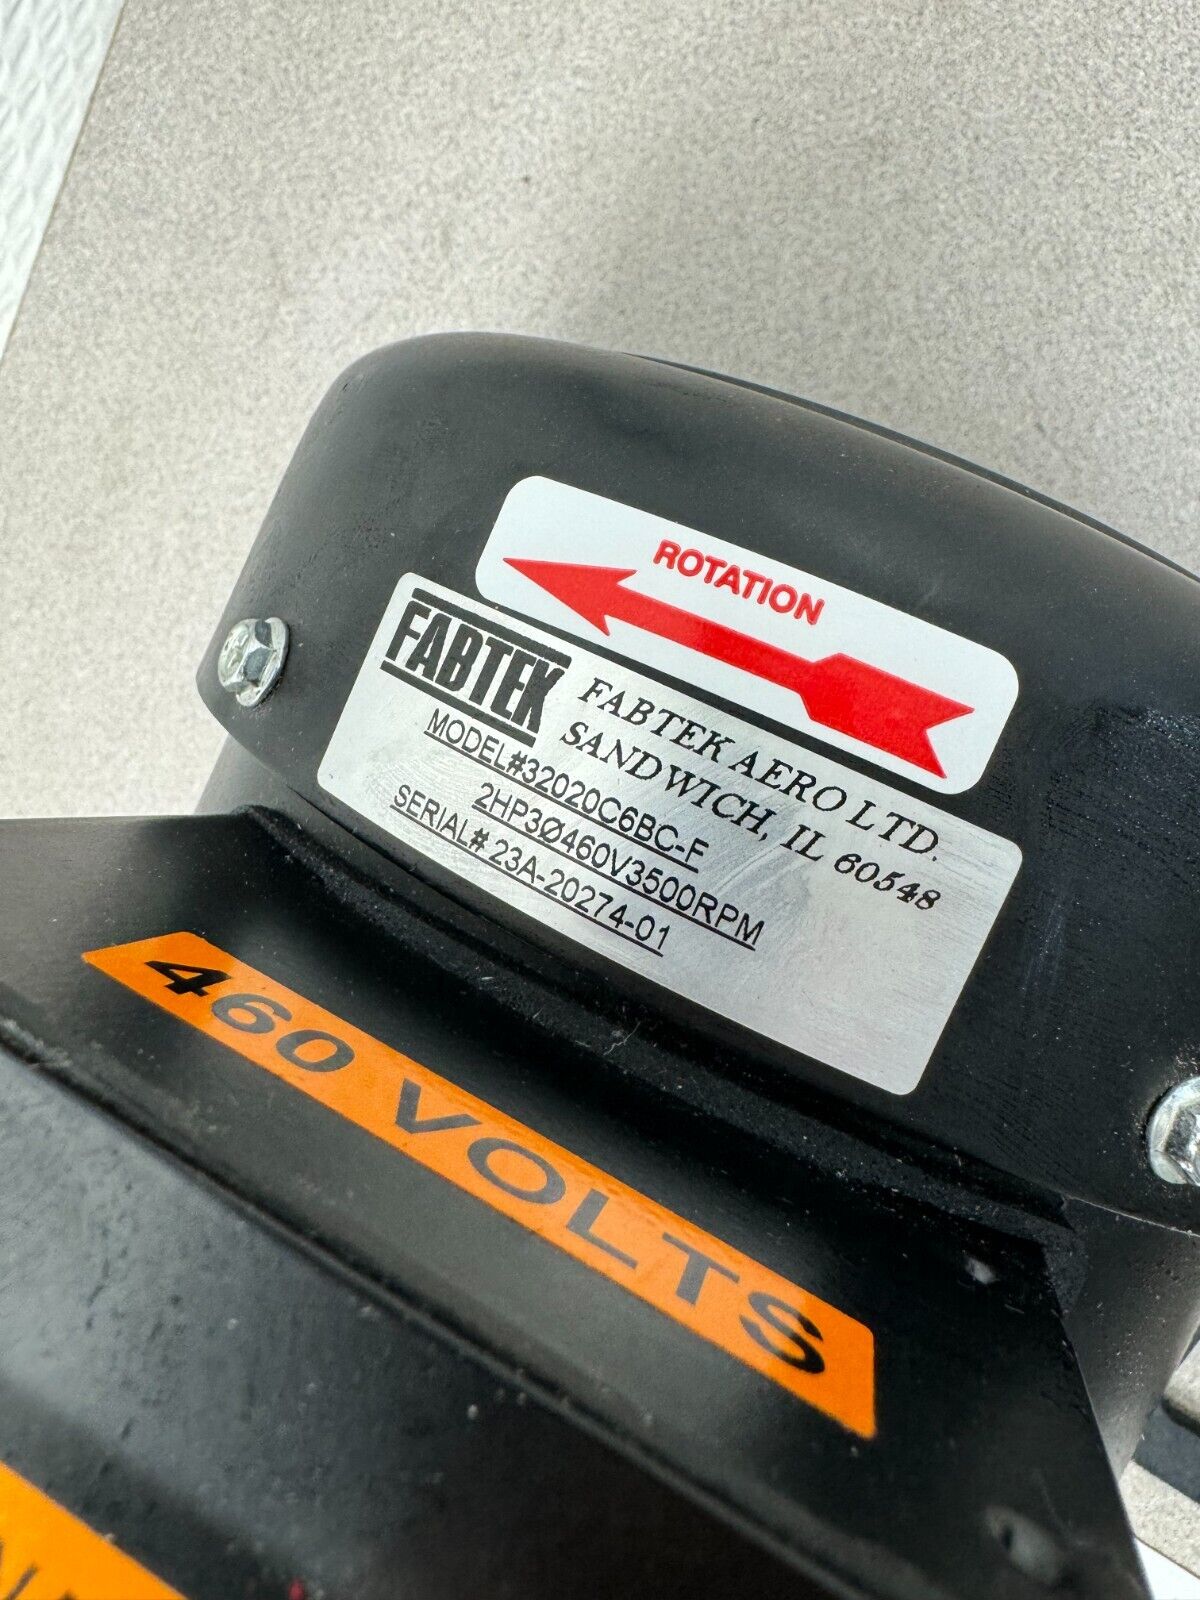 ROTATION
FABTEK
FABTEK AERO LTD.
SANDWICH, IL 60548
MODEL#32020C6BC-F
2HP3Ø460V3500RPM
SERIAL# 23A-20274-01
460 VOLTS